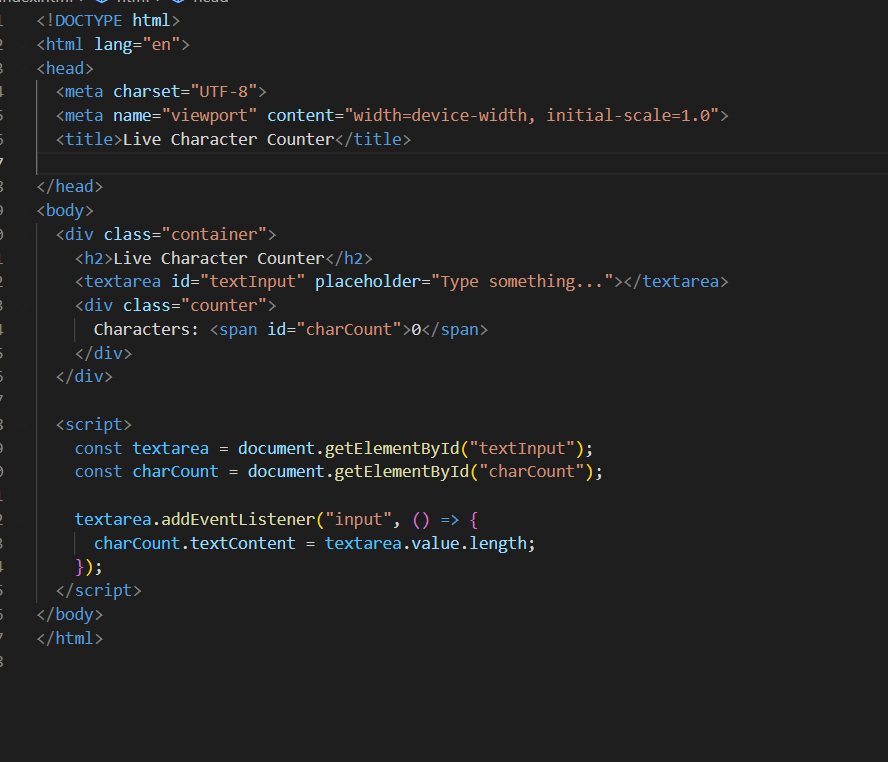 <!DOCTYPE html>
<html lang="en">
<head>
  <meta charset="UTF-8">
  <meta name="viewport" content="width=device-width, initial-scale=1.0">
  <title>Live Character Counter</title>

</head>
<body>
  <div class="container">
    <h2>Live Character Counter</h2>
    <textarea id="textInput" placeholder="Type something..."></textarea>
    <div class="counter">
      Characters: <span id="charCount">0</span>
    </div>
  </div>

  <script>
    const textarea = document.getElementById("textInput");
    const charCount = document.getElementById("charCount");

    textarea.addEventListener("input", () => {
      charCount.textContent = textarea.value.length;
    });
  </script>
</body>
</html>